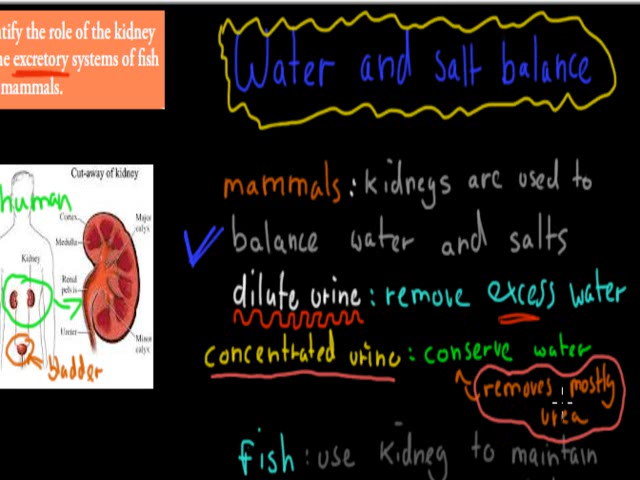 tify the role of the kidney
ne excretory systems of fish
mammals.
Water and salt balance
Cut-away of kidney
human
Cortex
Major calyx
Medulla
Kidney
Renal pelvis
Ureter
Minor calyx
bladder
mammals: kidneys are used to
balance water and salts
dilute urine: remove excess water
concentrated urine: conserve water
removes mostly
urea
fish: use kidney to maintain